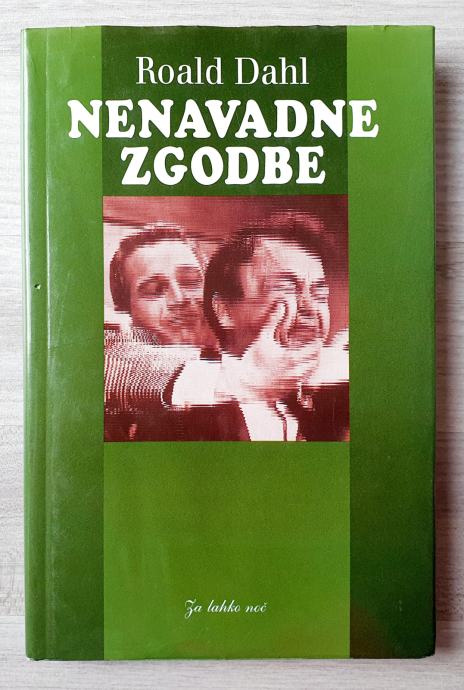 Roald Dahl
NENAVADNE
ZGODBE
Za lahko noč